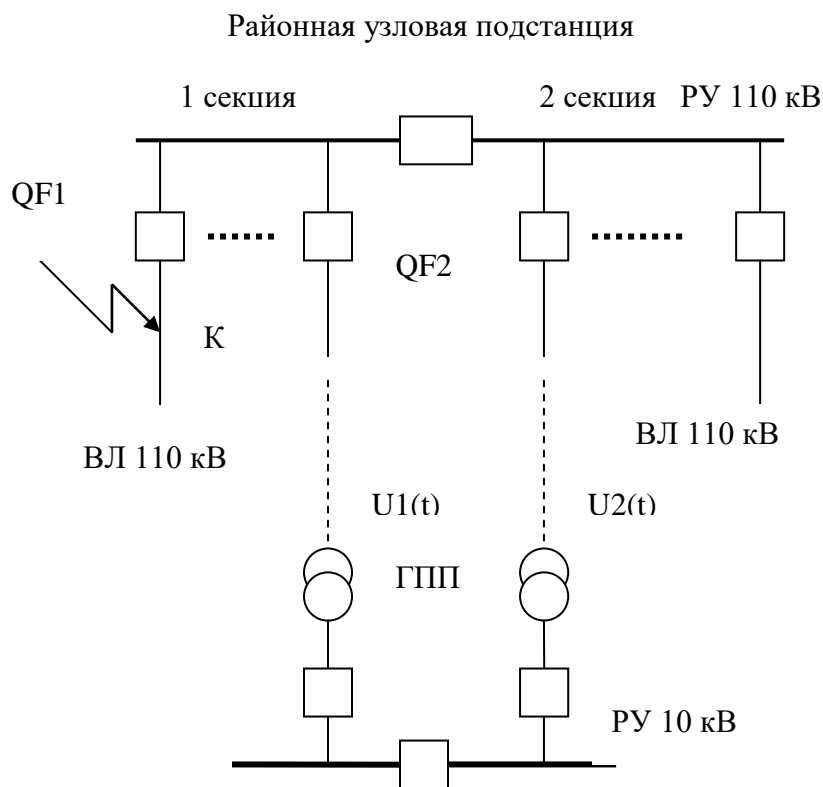 Районная узловая подстанция
1 секция
2 секция РУ 110 кВ
QF1
QF2
К
ВЛ 110 кВ
ВЛ 110 кВ
U1(t)
U2(t)
ГПП
РУ 10 кВ